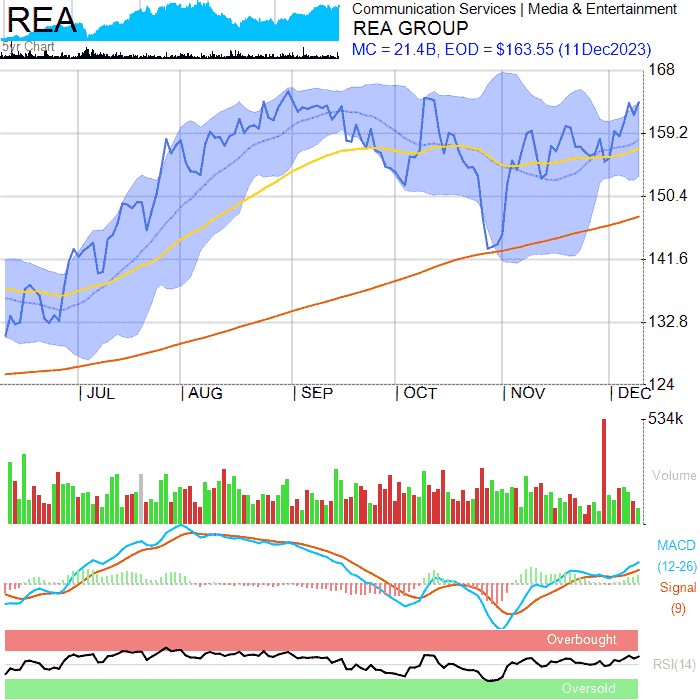 REA
5yr Chart
Communication Services | Media & Entertainment
REA GROUP
MC = 21.4B, EOD = $163.55 (11Dec2023)
168
159.2
150.4
141.6
132.8
124
| JUL | AUG | SEP | OCT | NOV | DEC
534k
Volume
MACD
(12-26)
Signal
(9)
Overbought
RSI(14)
Oversold